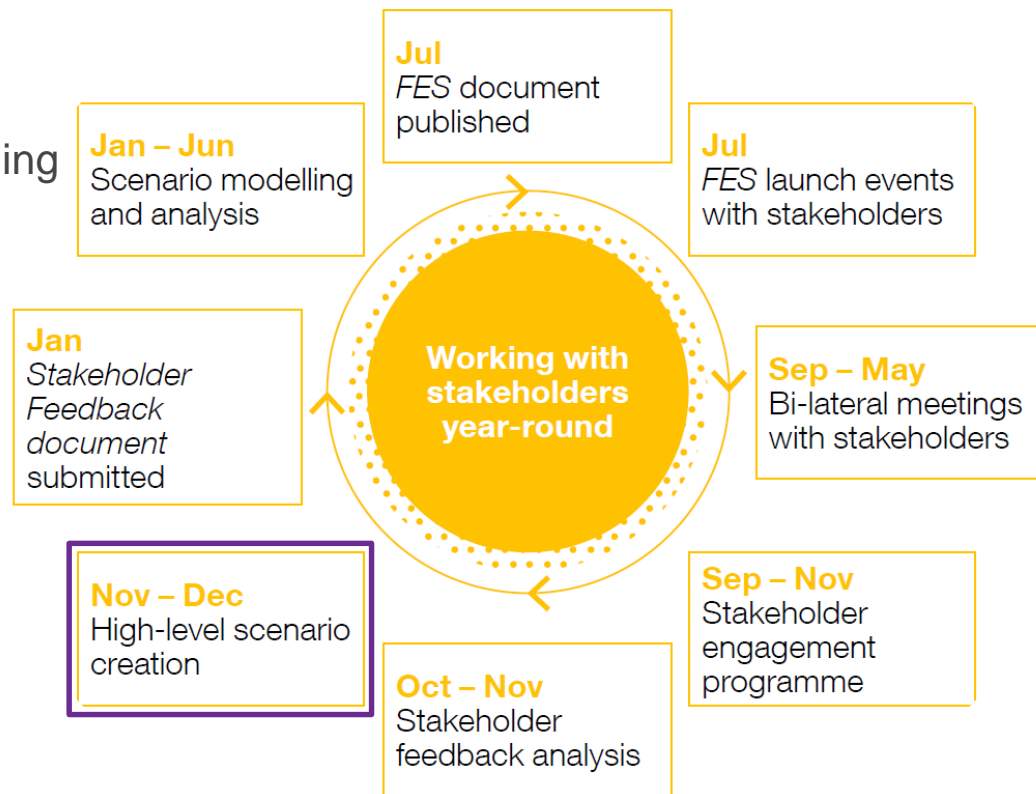 Jul
FES document
published
ing
Jan – Jun
Scenario modelling
and analysis
Jul
FES launch events
with stakeholders
Jan
Stakeholder
Feedback
document
submitted
Working with
stakeholders
year-round
Sep – May
Bi-lateral meetings
with stakeholders
Nov – Dec
High-level scenario
creation
Oct – Nov
Stakeholder
feedback analysis
Sep – Nov
Stakeholder
engagement
programme